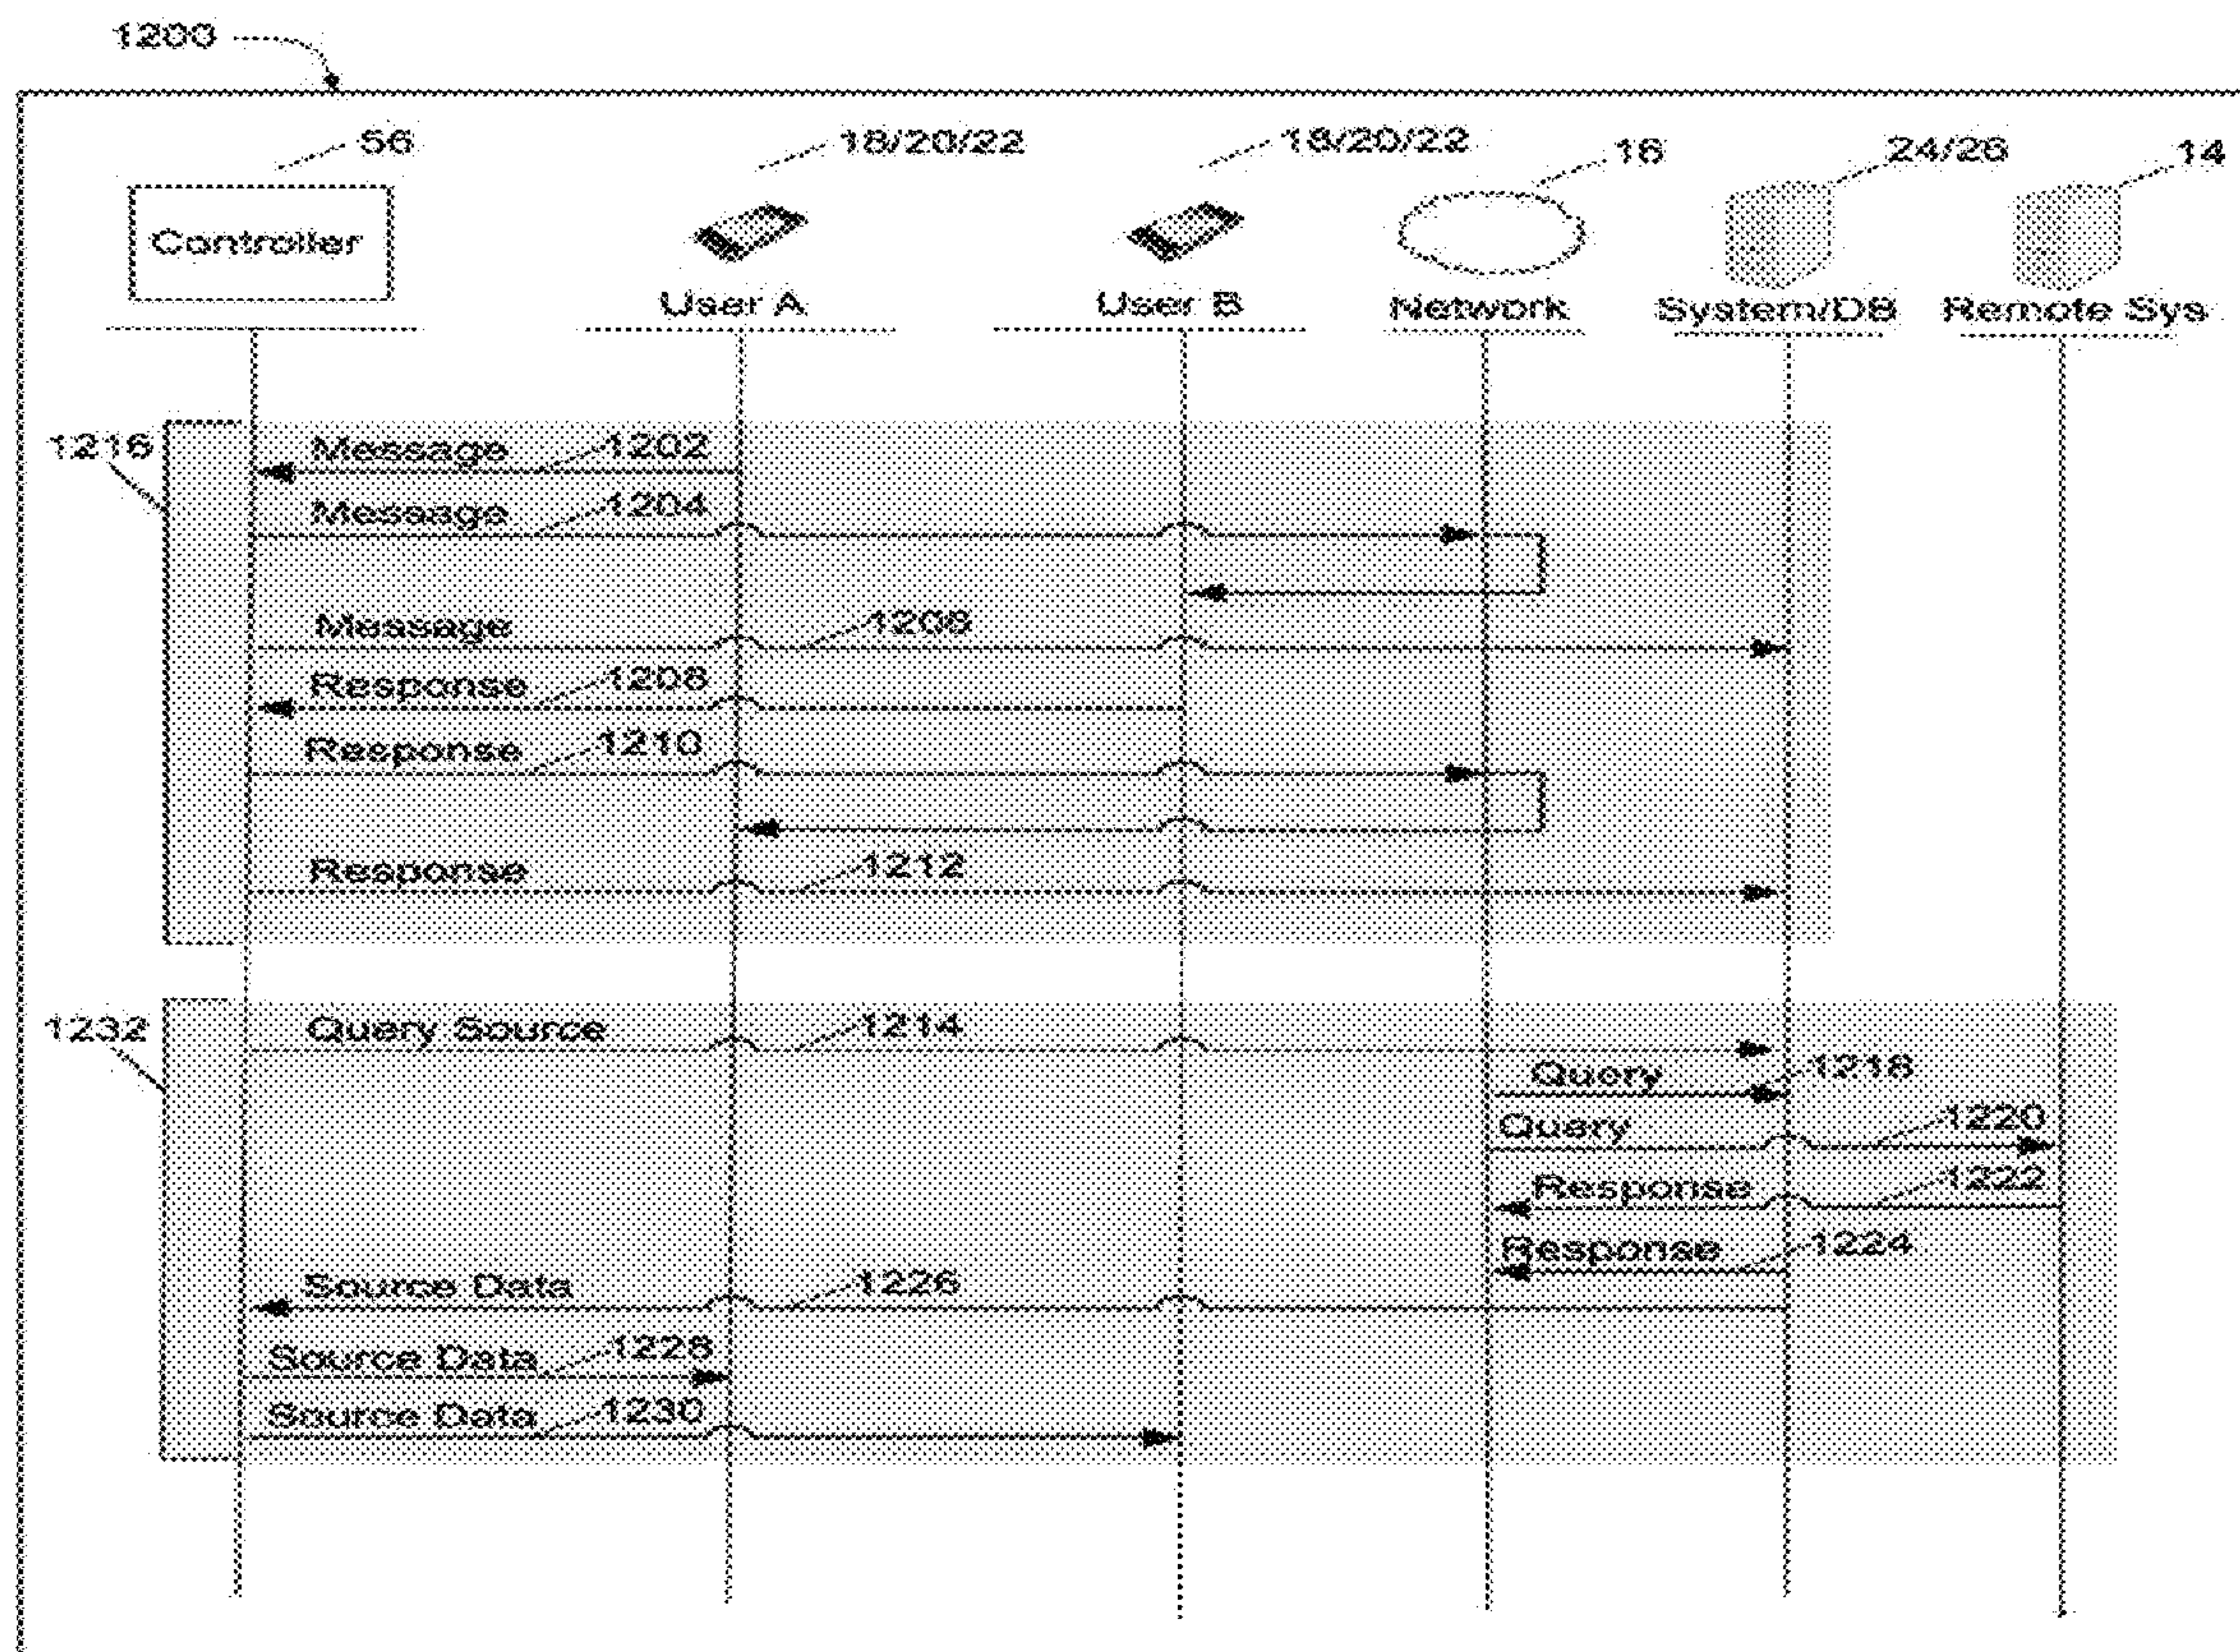 1200
56
18/20/22
18/20/22
16
24/26
14
Controller
User A
User B
Network
System/DB
Remote Sys
1216
Message 1202
Message 1204
Message 1206
Response 1208
Response 1210
Response 1212
1232
Query Source 1214
Query 1218
Query 1220
Response 1222
Response 1224
Source Data 1226
Source Data 1228
Source Data 1230